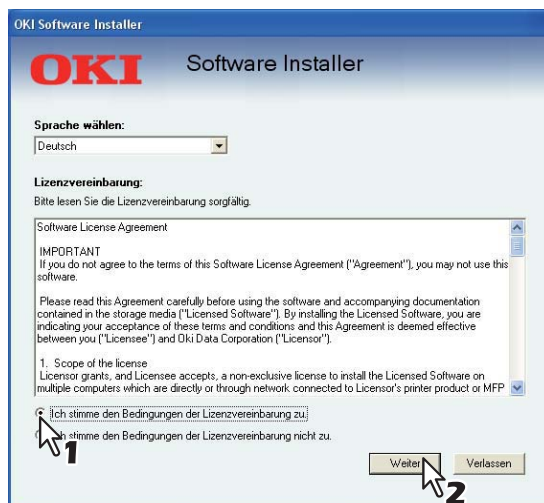 OKI Software Installer
OKI
Software Installer
Sprache wählen:
Deutsch
Lizenzvereinbarung:
Bitte lesen Sie die Lizenzvereinbarung sorgfältig.
Software License Agreement
IMPORTANT
If you do not agree to the terms of this Software License Agreement ("Agreement"), you may not use this
software.
Please read this Agreement carefully before using the software and accompanying documentation
contained in the storage media ("Licensed Software"). By installing the Licensed Software, you are
indicating your acceptance of these terms and conditions and this Agreement is deemed effective
between you ("Licensee") and Oki Data Corporation ("Licensor").
1. Scope of the license
Licensor grants, and Licensee accepts, a non-exclusive license to install the Licensed Software on
multiple computers which are directly or through network connected to Licensor's printer product or MFP
Ich stimme den Bedingungen der Lizenzvereinbarung zu.
1
stimme den Bedingungen der Lizenzvereinbarung nicht zu.
Weiter
Verlassen
2